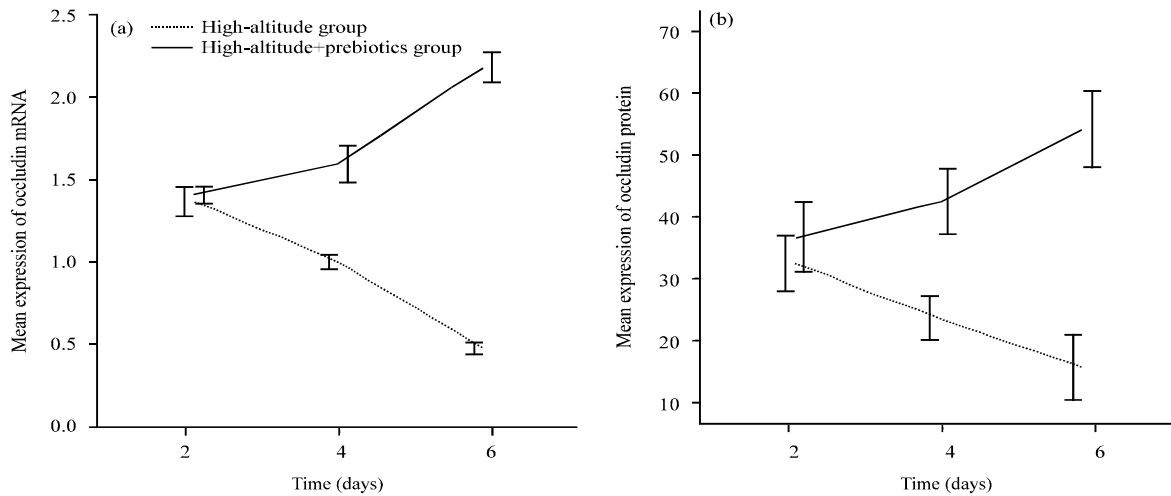 (a)
High-altitude group
High-altitude+prebiotics group
Mean expression of occludin mRNA
2.5
2.0
1.5
1.0
0.5
0.0
2 4 6
Time (days)
(b)
Mean expression of occludin protein
70
60
50
40
30
20
10
2 4 6
Time (days)